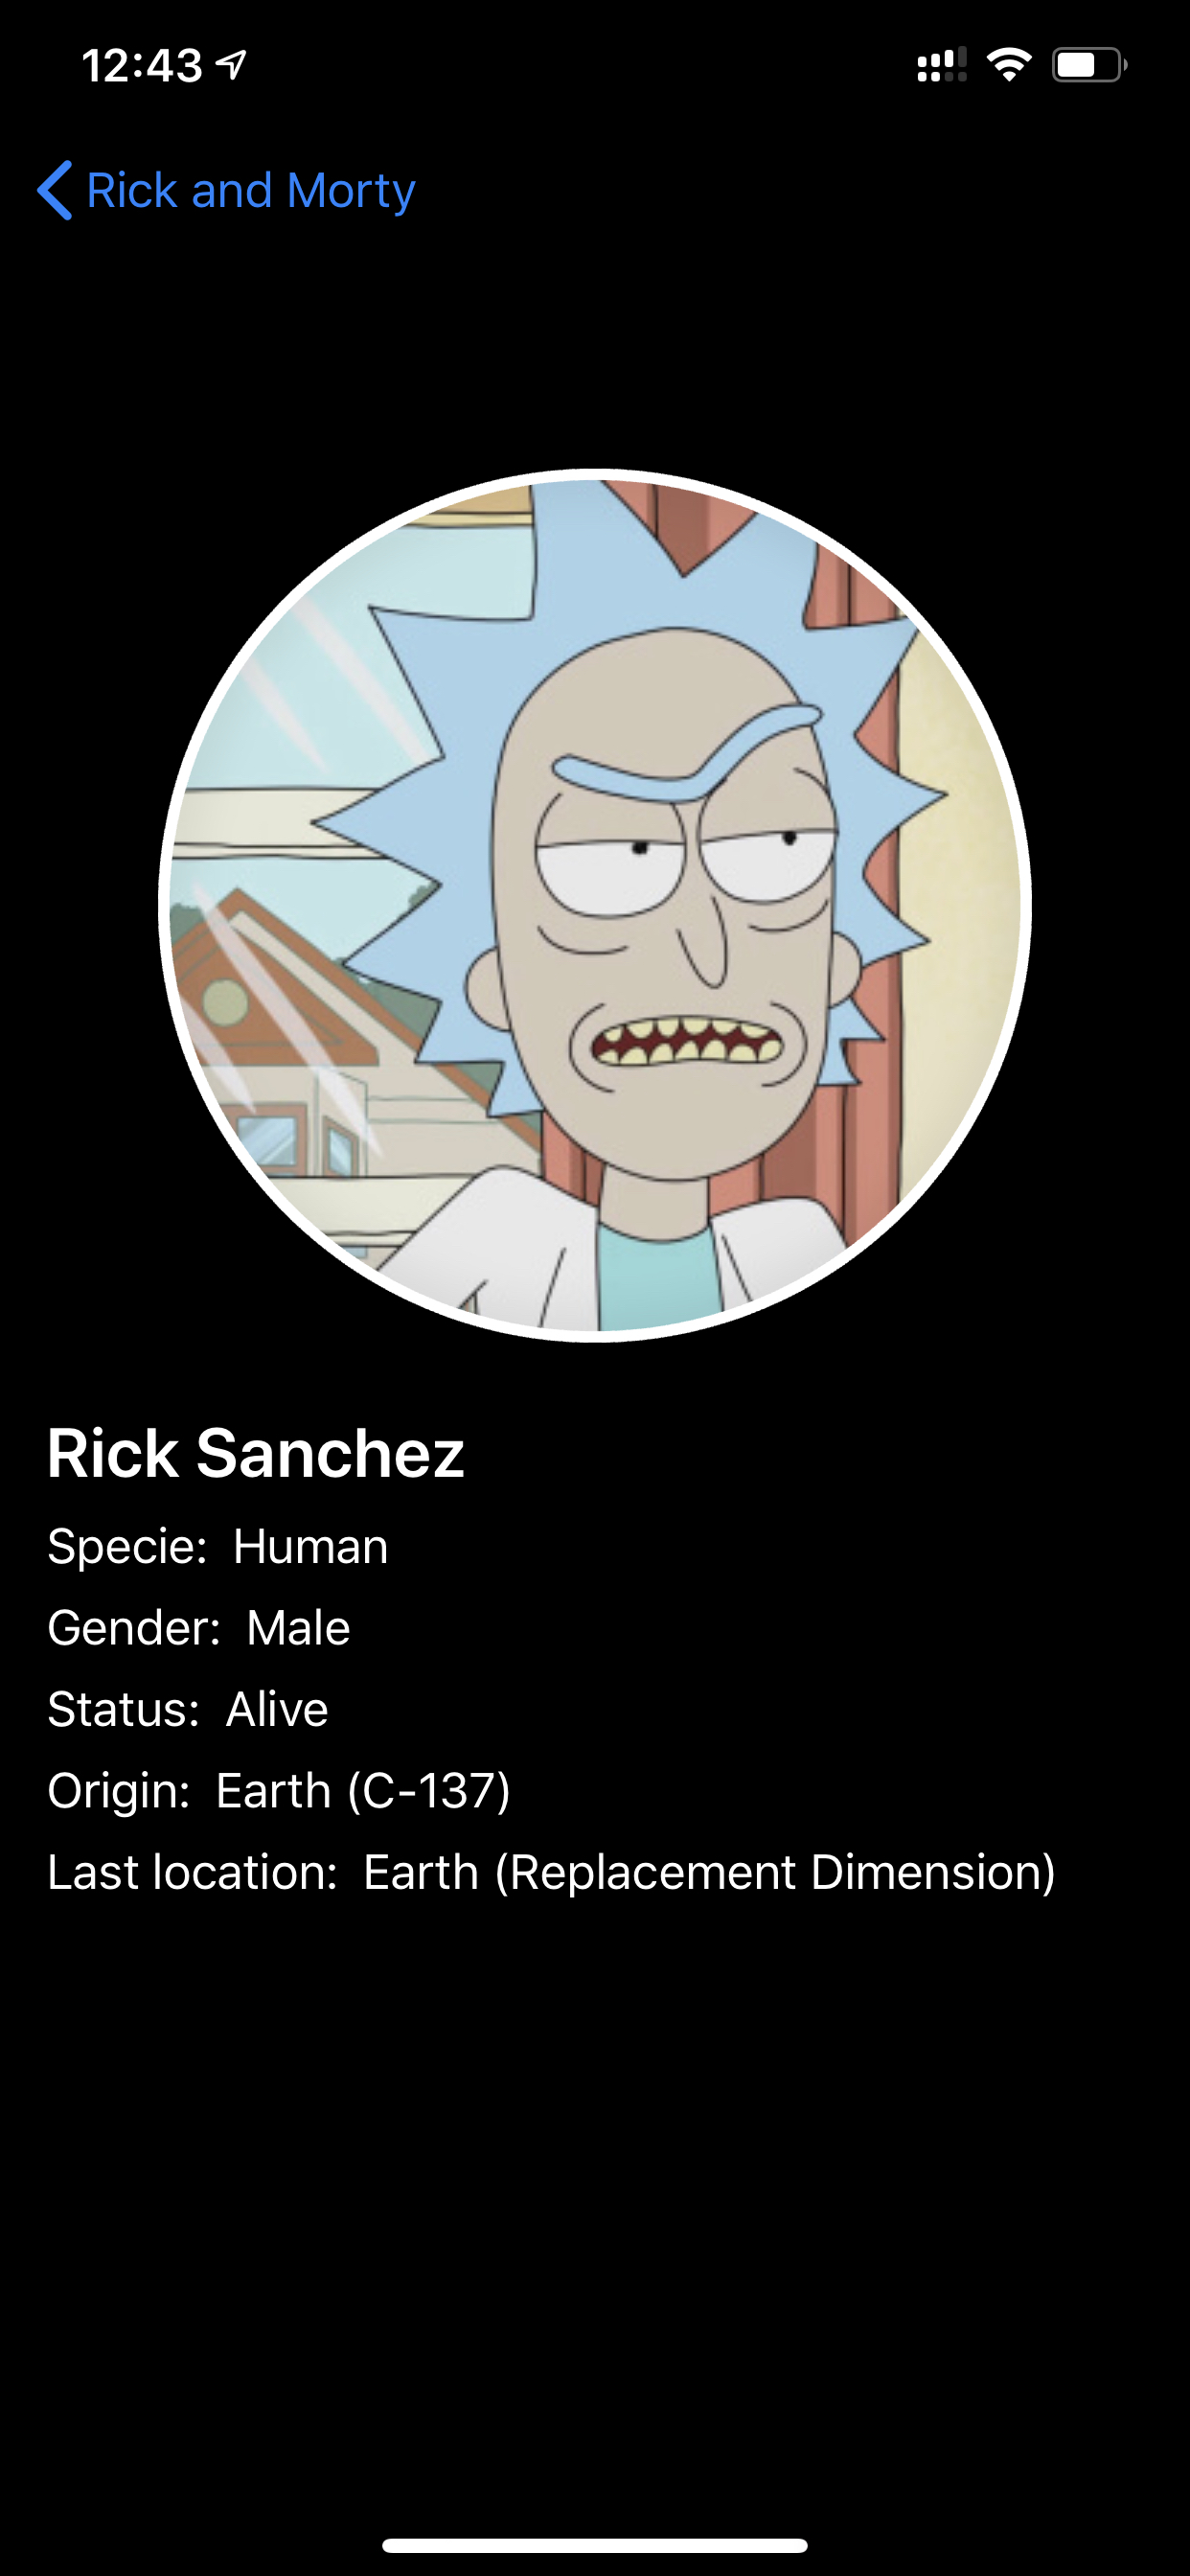 12:43
Rick and Morty
Rick Sanchez
Specie: Human
Gender: Male
Status: Alive
Origin: Earth (C-137)
Last location: Earth (Replacement Dimension)